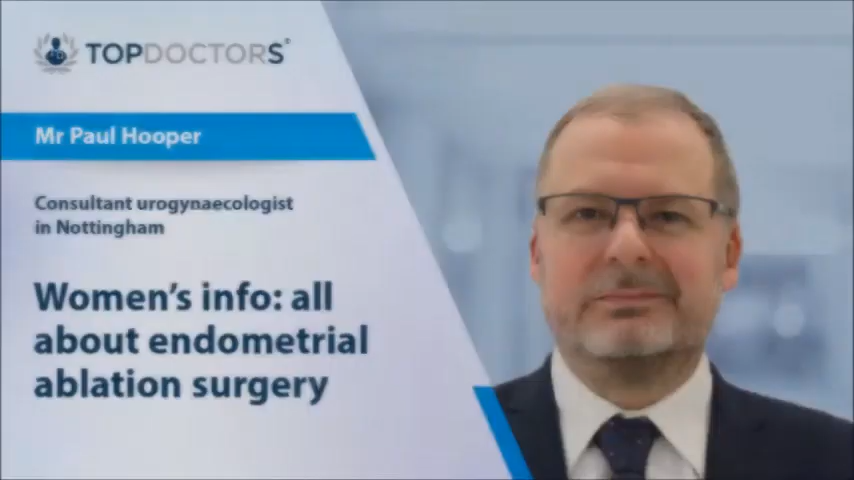 TOPDOCTORS
Mr Paul Hooper
Consultant urogynaecologist
in Nottingham
Women's info: all
about endometrial
ablation surgery